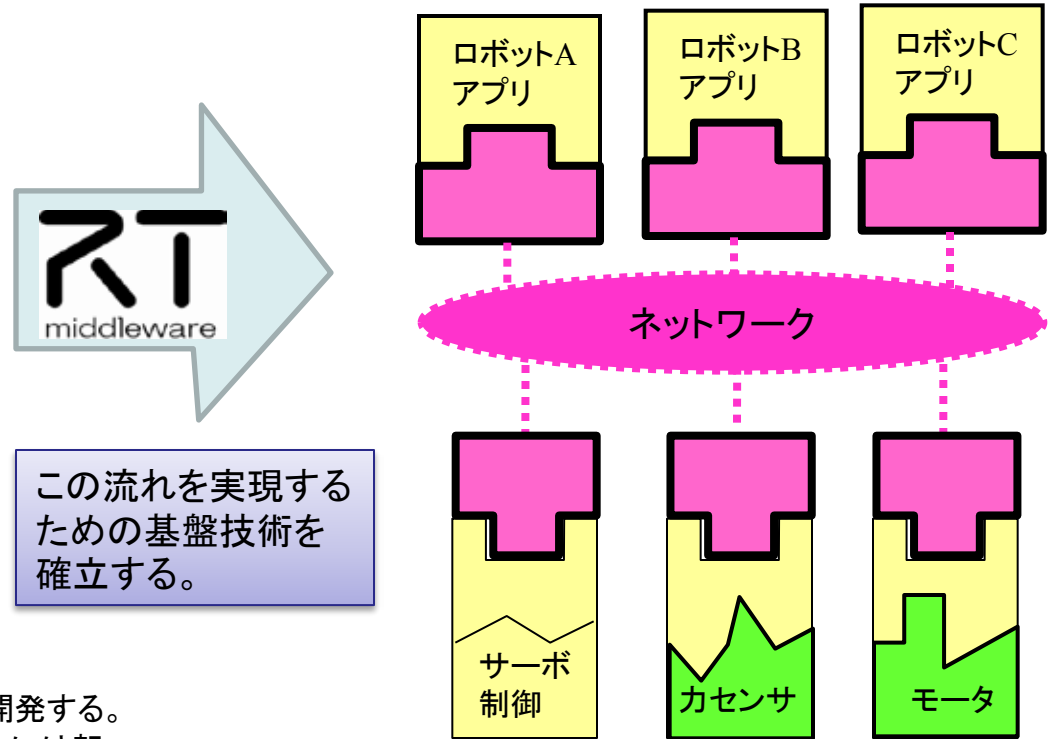 ロボットA
アプリ
ロボットB
アプリ
ロボットC
アプリ
RT
middleware
ネットワーク
この流れを実現する
ための基盤技術を
確立する。
サーボ
制御
力センサ
モータ
開発する。